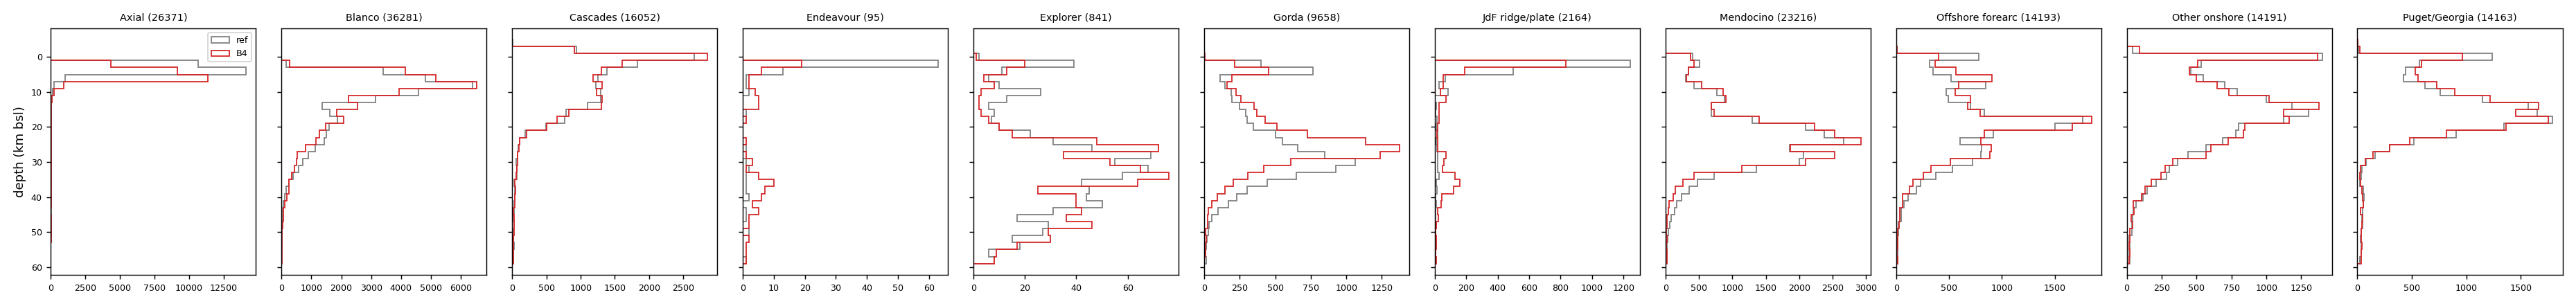 Axial (26371)
Blanco (36281)
Cascades (16052)
Endeavour (95)
Explorer (841)
Gorda (9658)
JdF ridge/plate (2164)
Mendocino (23216)
Offshore forearc (14193)
Other onshore (14191)
Puget/Georgia (14163)
ref
B4
depth (km bsl)
0
10
20
30
40
50
60
0 2500 5000 7500 10000 12500
0 1000 2000 3000 4000 5000 6000
0 500 1000 1500 2000 2500
0 10 20 30 40 50 60
0 20 40 60
0 250 500 750 1000 1250
0 200 400 600 800 1000 1200
0 500 1000 1500 2000 2500 3000
0 500 1000 1500
0 250 500 750 1000 1250
0 500 1000 1500